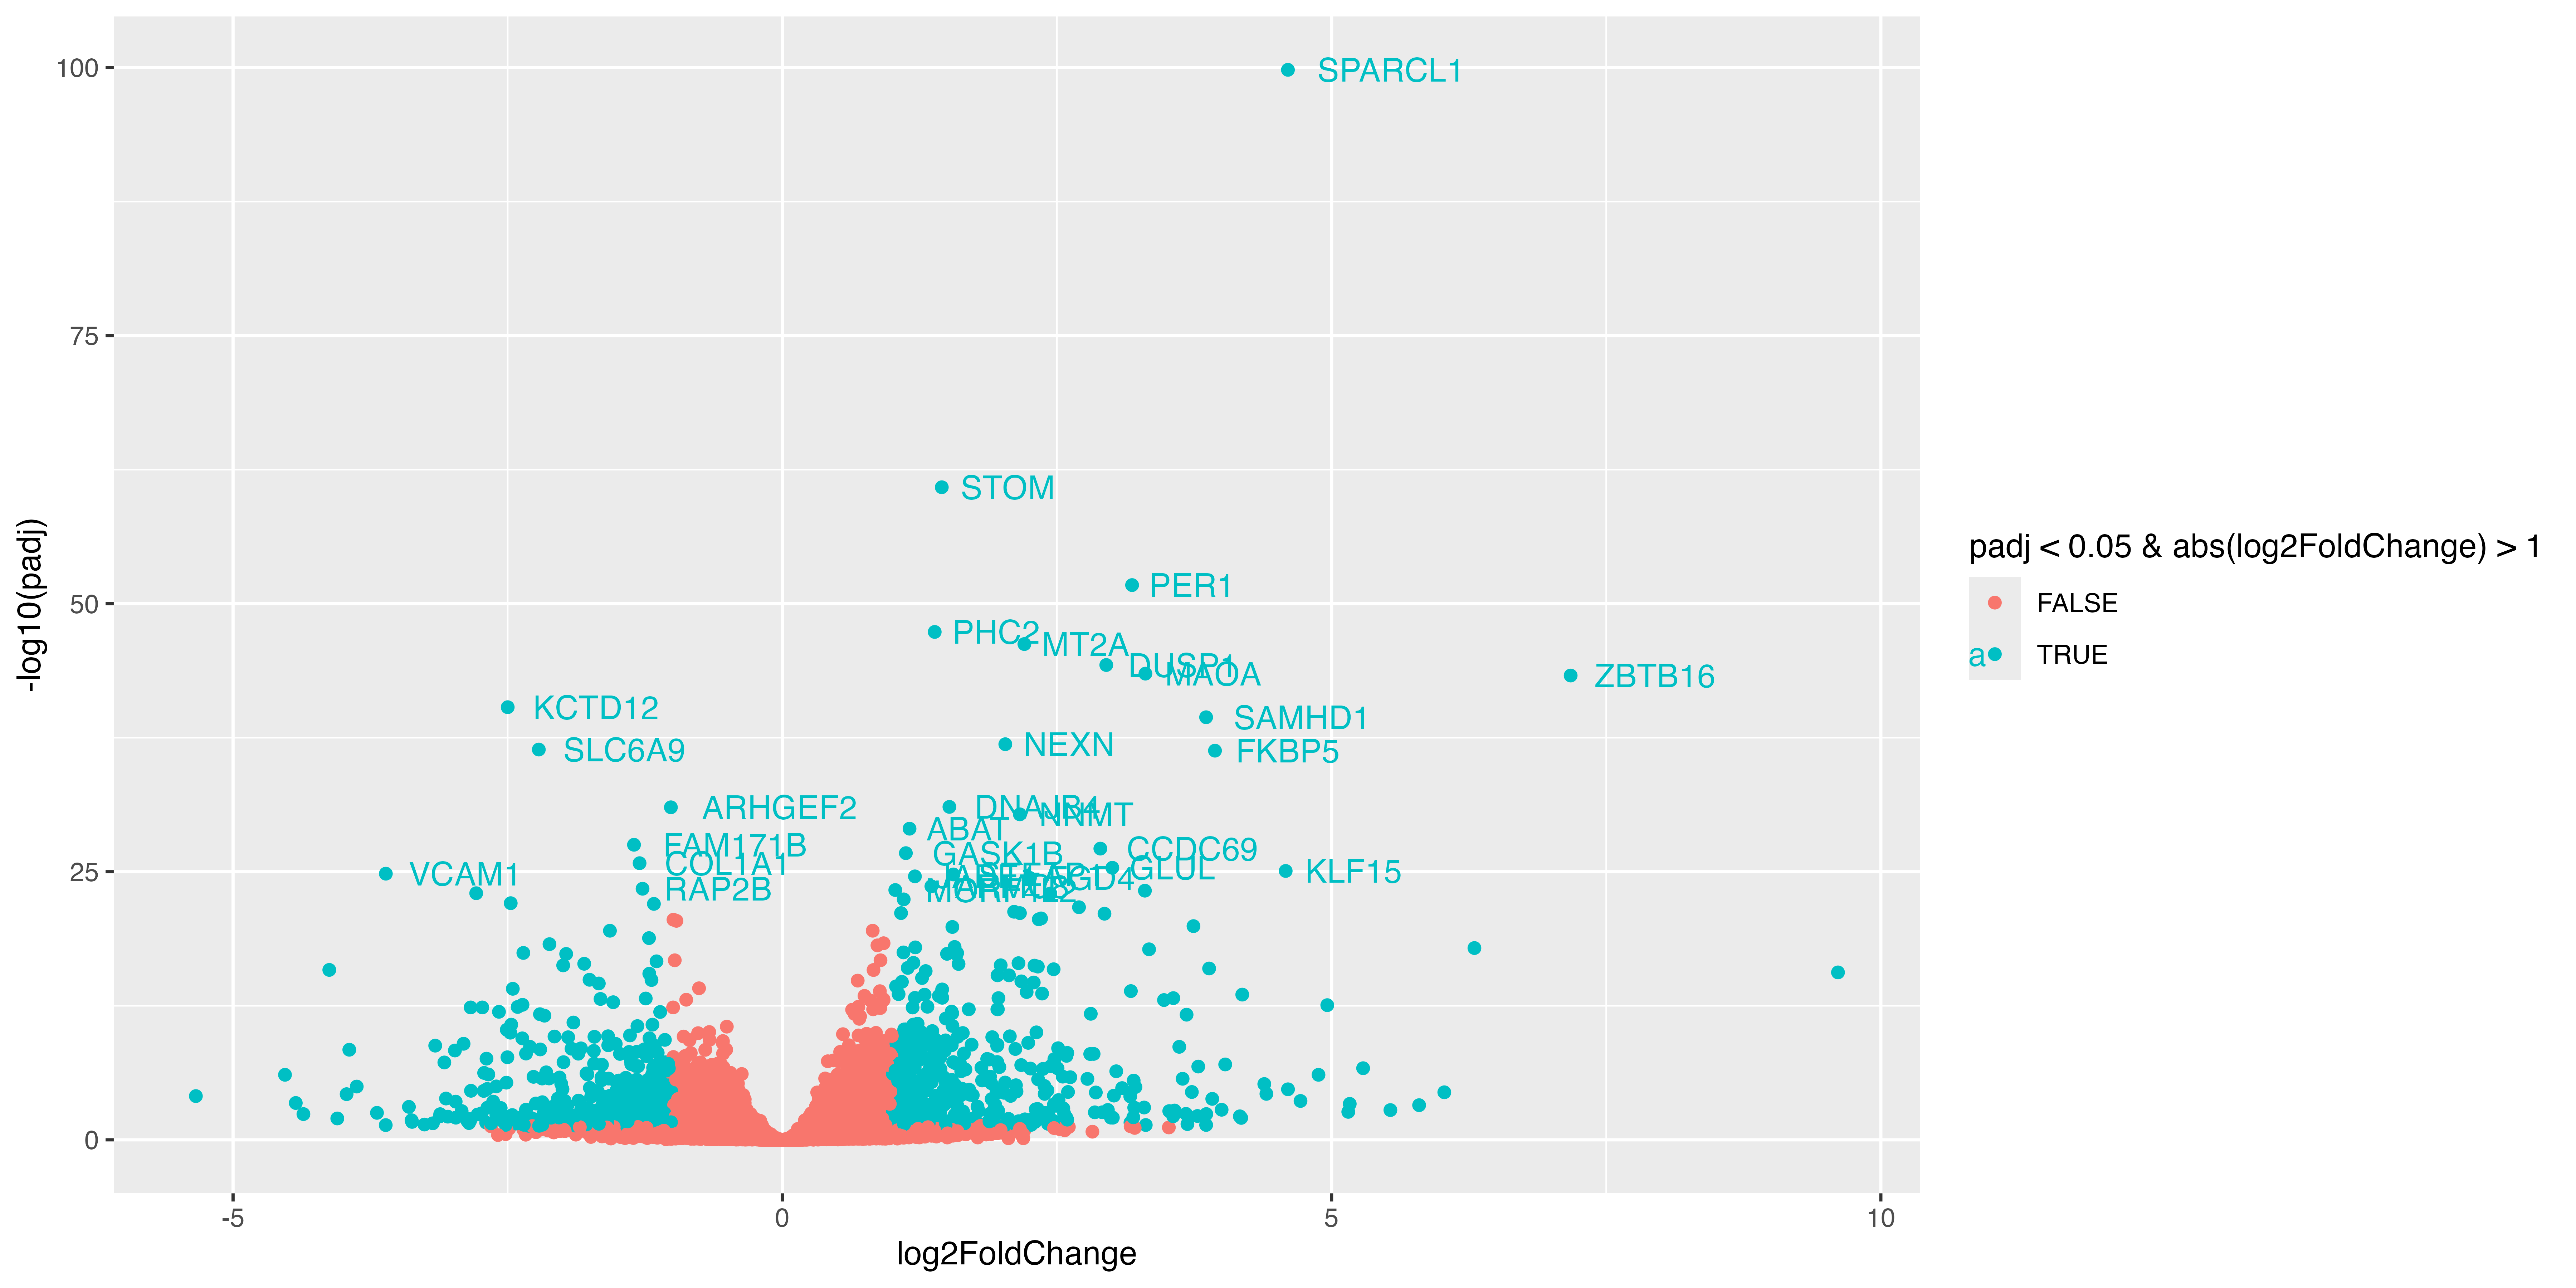 100
75
50
25
0
-log10(padj)
SPARCL1
STOM
PER1
PHC2
MT2A
DUSP1
MAOA
ZBTB16
KCTD12
SAMHD1
SLC6A9
NEXN
FKBP5
ARHGEF2
DNAJB4
NNMT
ABAT
FAM171B
GASK1B
CCDC69
COL1A1
GLUL
KLF15
VCAM1
RAP2B
-5
0
5
10
log2FoldChange
padj < 0.05 & abs(log2FoldChange) > 1
FALSE
a
TRUE